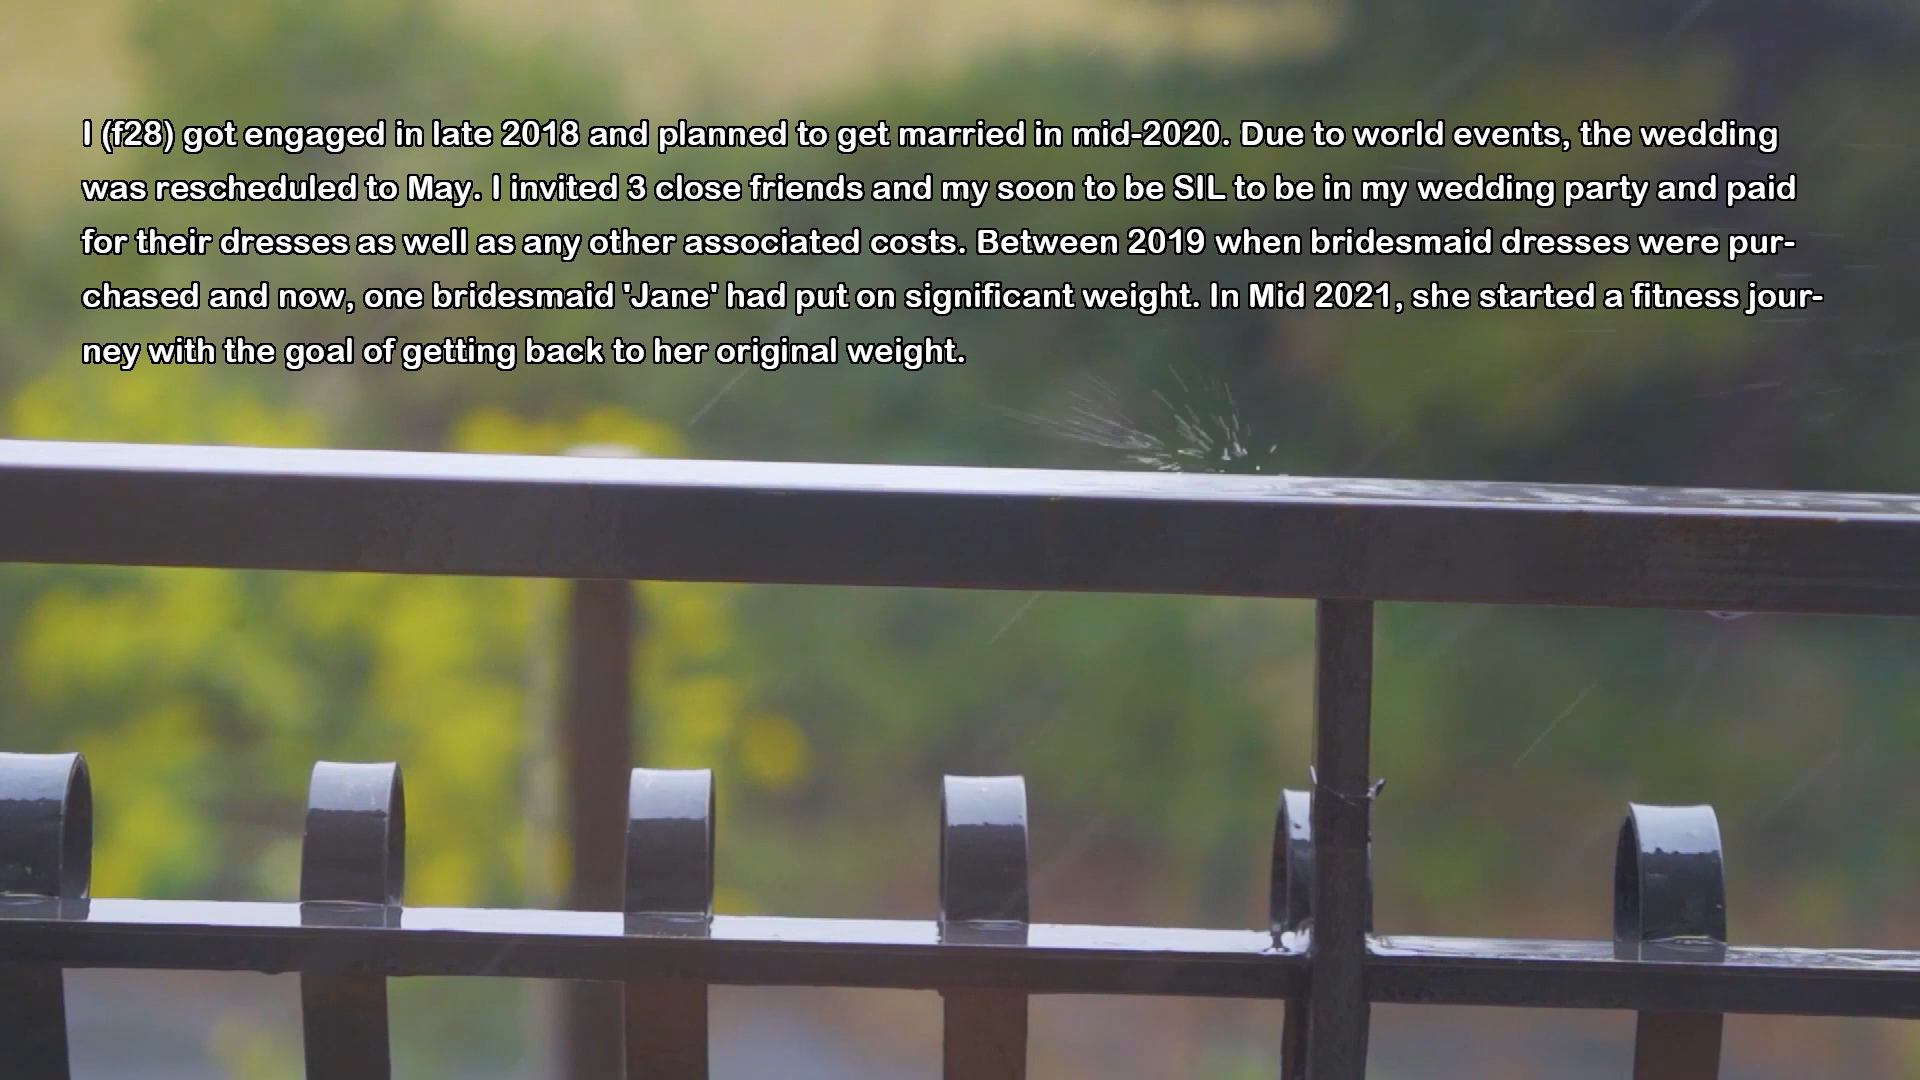 I (f28) got engaged in late 2018 and planned to get married in mid-2020. Due to world events, the wedding
was rescheduled to May. I invited 3 close friends and my soon to be SIL to be in my wedding party and paid
for their dresses as well as any other associated costs. Between 2019 when bridesmaid dresses were pur-
chased and now, one bridesmaid 'Jane' had put on significant weight. In Mid 2021, she started a fitness jour-
ney with the goal of getting back to her original weight.